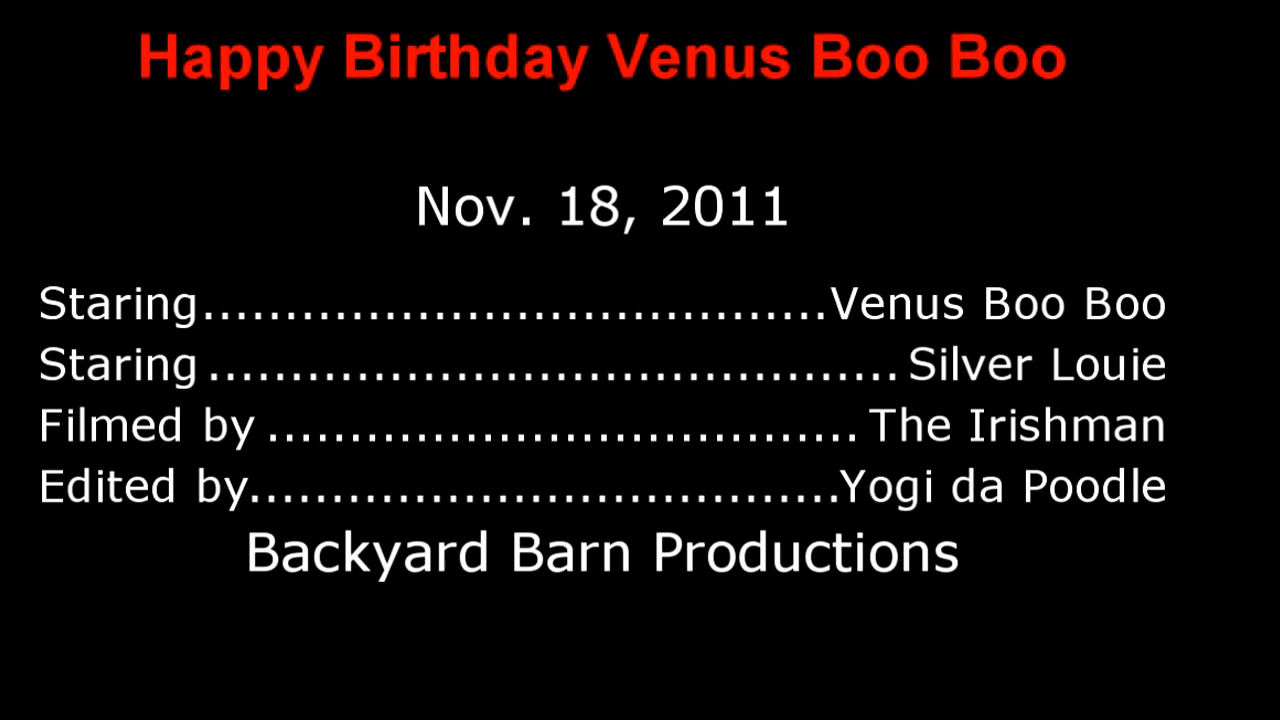 Happy Birthday Venus Boo Boo
Nov. 18, 2011
Staring......................................Venus Boo Boo
Staring .......................................... Silver Louie
Filmed by .................................... The Irishman
Edited by....................................Yogi da Poodle
Backyard Barn Productions